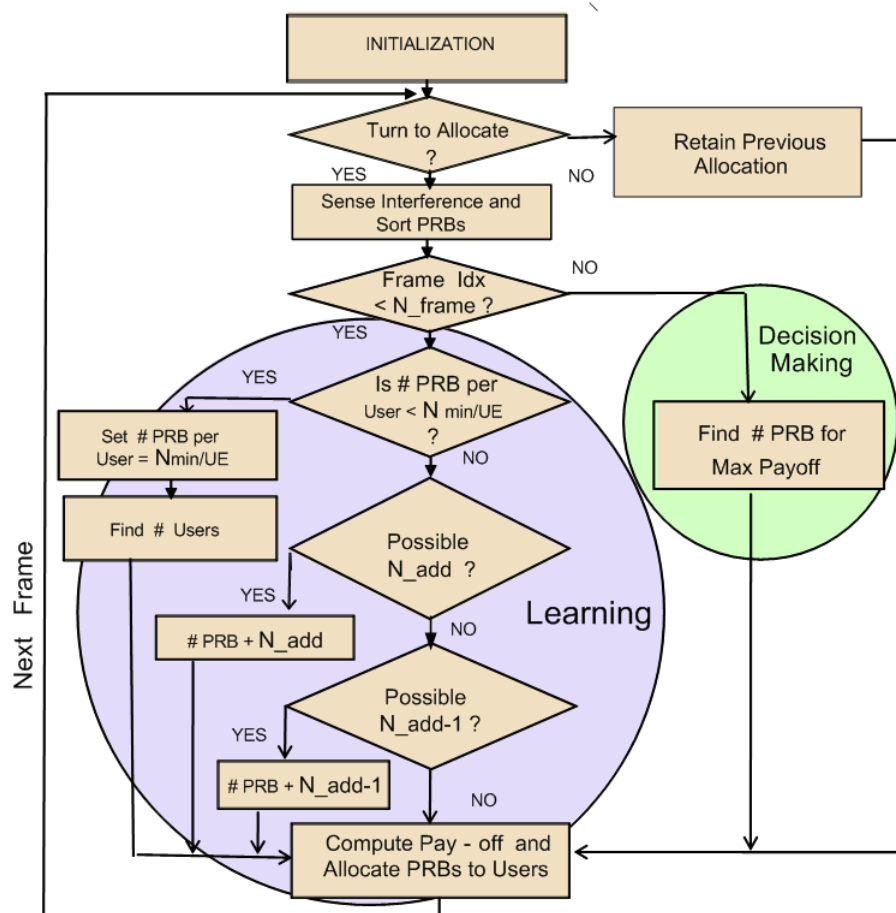 INITIALIZATION
Turn to Allocate
?
YES
NO
Retain Previous
Allocation
Sense Interference and
Sort PRBs
Frame Idx
< N_frame ?
NO
YES
Decision
Making
YES
Is # PRB per
User < N min/UE
?
NO
Set # PRB per
User = Nmin/UE
Find # PRB for
Max Payoff
Find # Users
Possible
N_add ?
YES
NO
Learning
# PRB + N_add
Possible
N_add-1 ?
YES
NO
# PRB + N_add-1
Compute Pay - off and
Allocate PRBs to Users
Next Frame